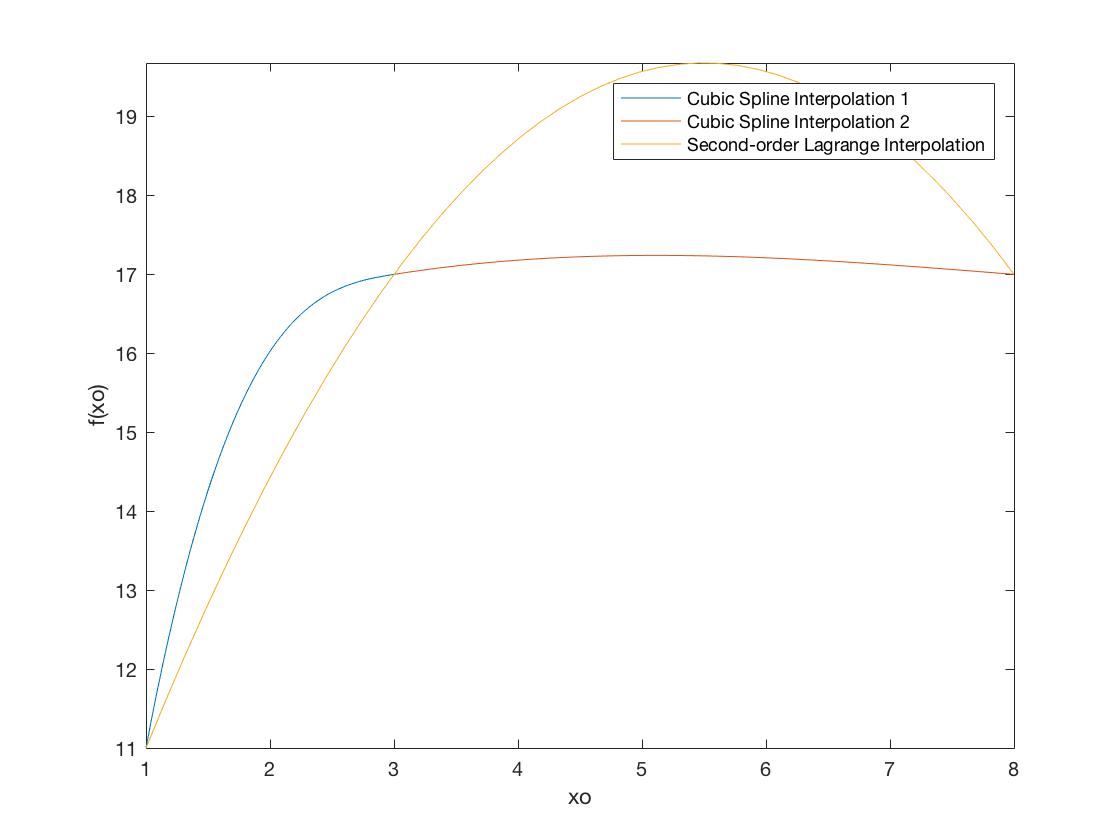 Cubic Spline Interpolation 1
Cubic Spline Interpolation 2
Second-order Lagrange Interpolation
19
18
17
16
15
14
13
12
11
f(xo)
1 2 3 4 5 6 7 8
xo